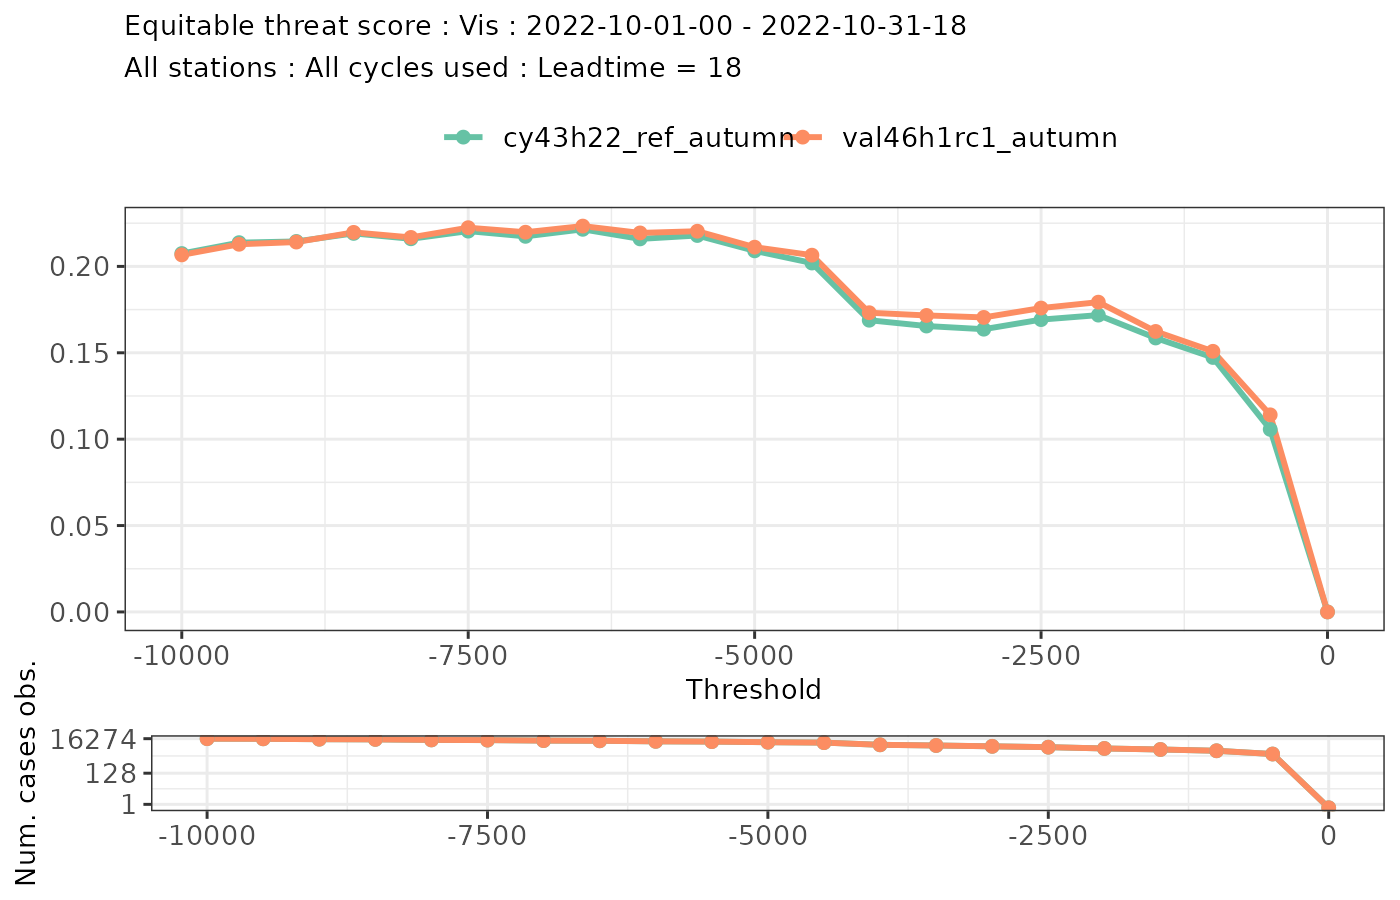 Equitable threat score : Vis : 2022-10-01-00 - 2022-10-31-18
All stations : All cycles used : Leadtime = 18
cy43h22_ref_autumn val46h1rc1_autumn
0.20
0.15
0.10
0.05
0.00
-10000 -7500 -5000 -2500 0
Threshold
Num. cases obs.
16274
128
1
-10000 -7500 -5000 -2500 0